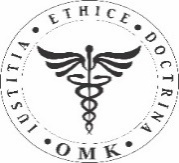 IUSTITIA • ETHICE • DOCTRINA
• OMK •